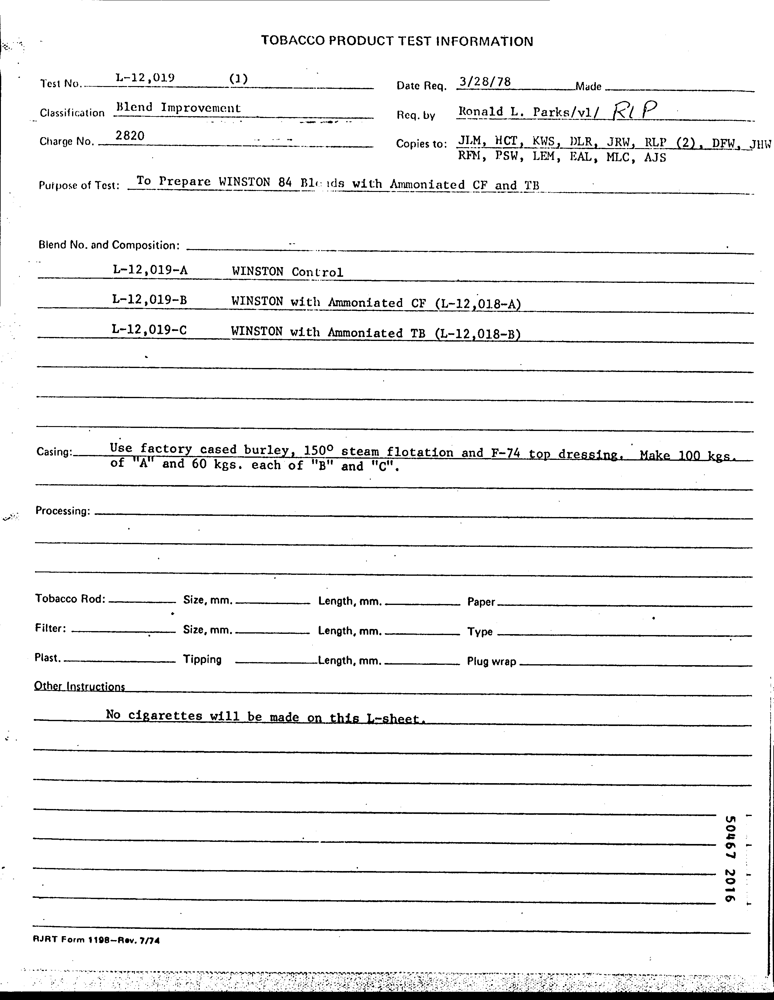 TOBACCO PRODUCT TEST INFORMATION
Test No. L-12,019 (1) Date Req. 3/28/78 Made
Classification Blend Improvement Req. by Ronald L. Parks/vl/ RLP
Charge No. 2820 Copies to: JLM, HCT, KWS, DLR, JRW, RLP (2), DFW, JHW
RFM, PSW, LEM, EAL, MLC, AJS
Purpose of Test: To Prepare WINSTON 84 Blends with Ammoniated CF and TB
Blend No. and Composition:
L-12,019-A WINSTON Control
L-12,019-B WINSTON with Ammoniated CF (L-12,018-A)
L-12,019-C WINSTON with Ammoniated TB (L-12,018-B)
Casing: Use factory cased burley, 150º steam flotation and F-74 top dressing. Make 100 kgs.
of "A" and 60 kgs. each of "B" and "C".
Processing:
Tobacco Rod: Size, mm. Length, mm. Paper
Filter: Size, mm. Length, mm. Type
Plast. Tipping Length, mm. Plug wrap
Other Instructions
No cigarettes will be made on this L-sheet.
50467 2016
RJRT Form 1198-Rev. 7/74